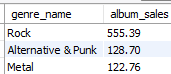 genre_name album_sales
Rock 555.39
Alternative & Punk 128.70
Metal 122.76